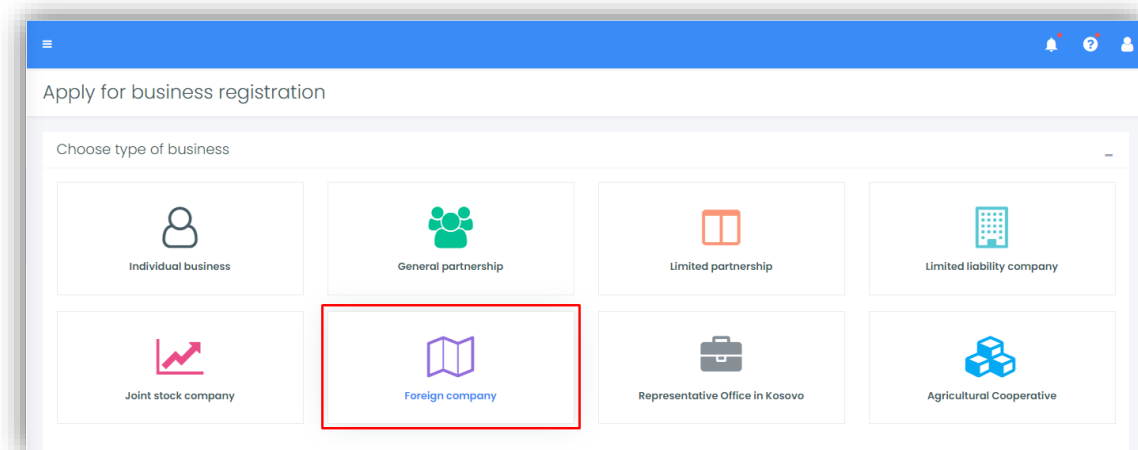 Apply for business registration
Choose type of business
Individual business
General partnership
Limited partnership
Limited liability company
Joint stock company
Foreign company
Representative Office in Kosovo
Agricultural Cooperative